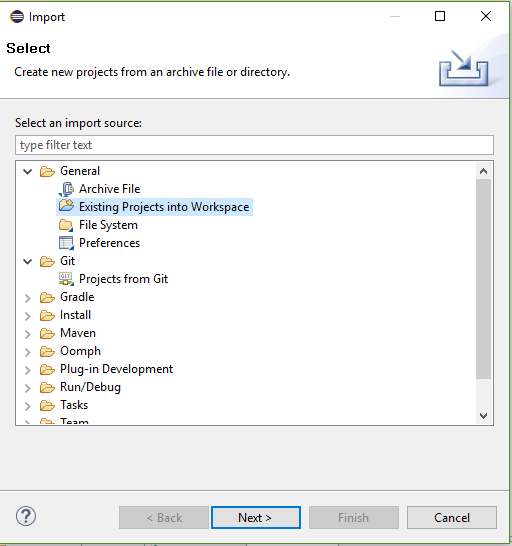 Import
Select
Create new projects from an archive file or directory.
Select an import source:
type filter text
General
Archive File
Existing Projects into Workspace
File System
Preferences
Git
GIT
Projects from Git
Gradle
Install
Maven
Oomph
Plug-in Development
Run/Debug
Tasks
Team
?
< Back
Next >
Finish
Cancel